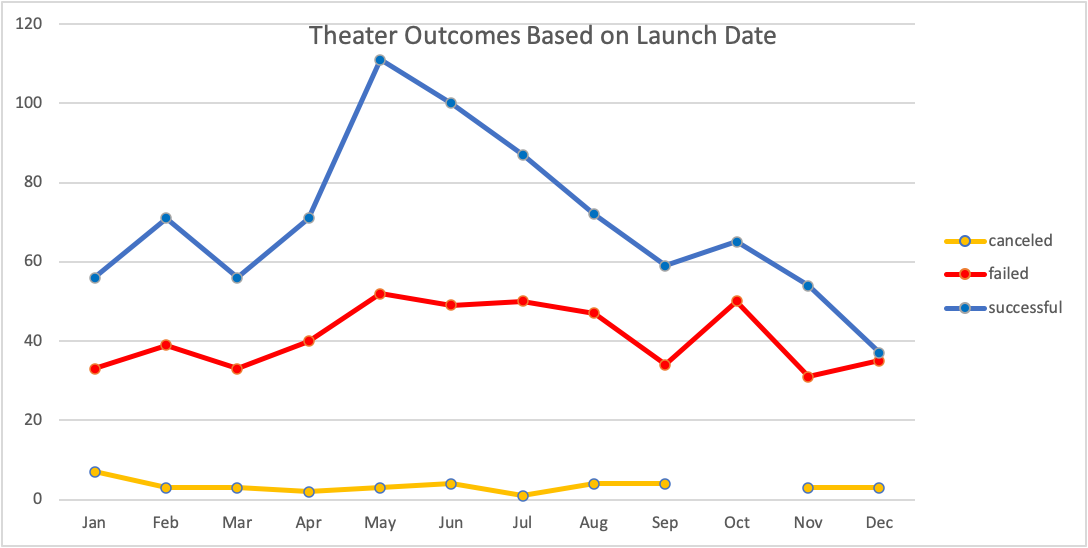 Theater Outcomes Based on Launch Date
120
100
80
60
40
20
0
Jan Feb Mar Apr May Jun Jul Aug Sep Oct Nov Dec
canceled
failed
successful